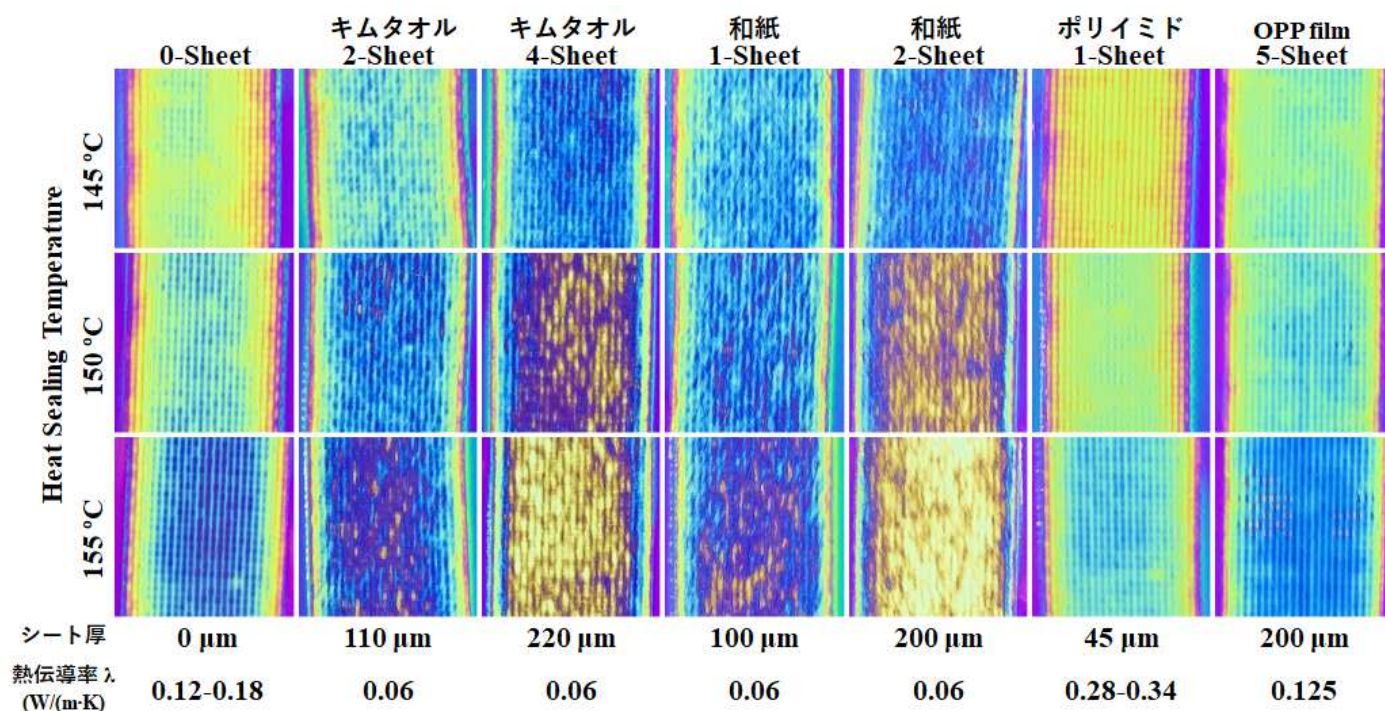 キムタオル キムタオル 和紙 和紙 ポリイミド OPP film
0-Sheet 2-Sheet 4-Sheet 1-Sheet 2-Sheet 1-Sheet 5-Sheet
Heat Sealing Temperature
145 ºC
150 ºC
155 ºC
シート厚 0 μm 110 μm 220 μm 100 μm 200 μm 45 μm 200 μm
熱伝導率 λ
(W/(m·K) 0.12-0.18 0.06 0.06 0.06 0.06 0.28-0.34 0.125